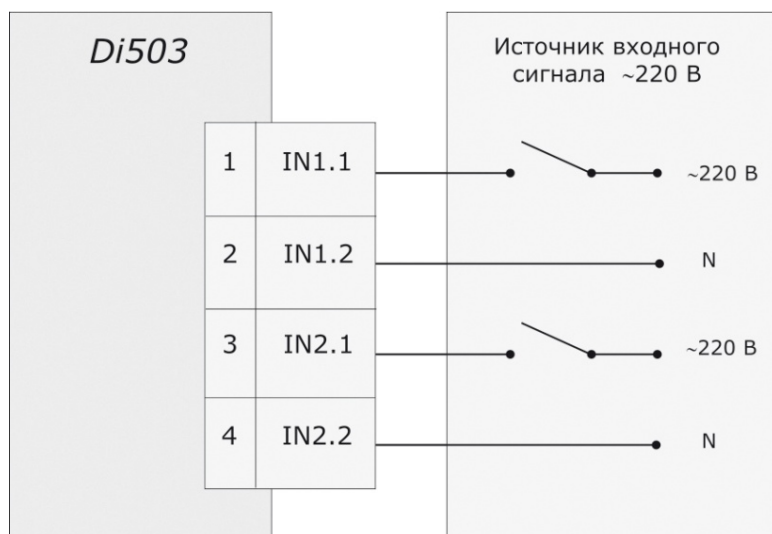 Di503
Источник входного
сигнала ~220 В
1 IN1.1
~220 В
2 IN1.2
N
3 IN2.1
~220 В
4 IN2.2
N